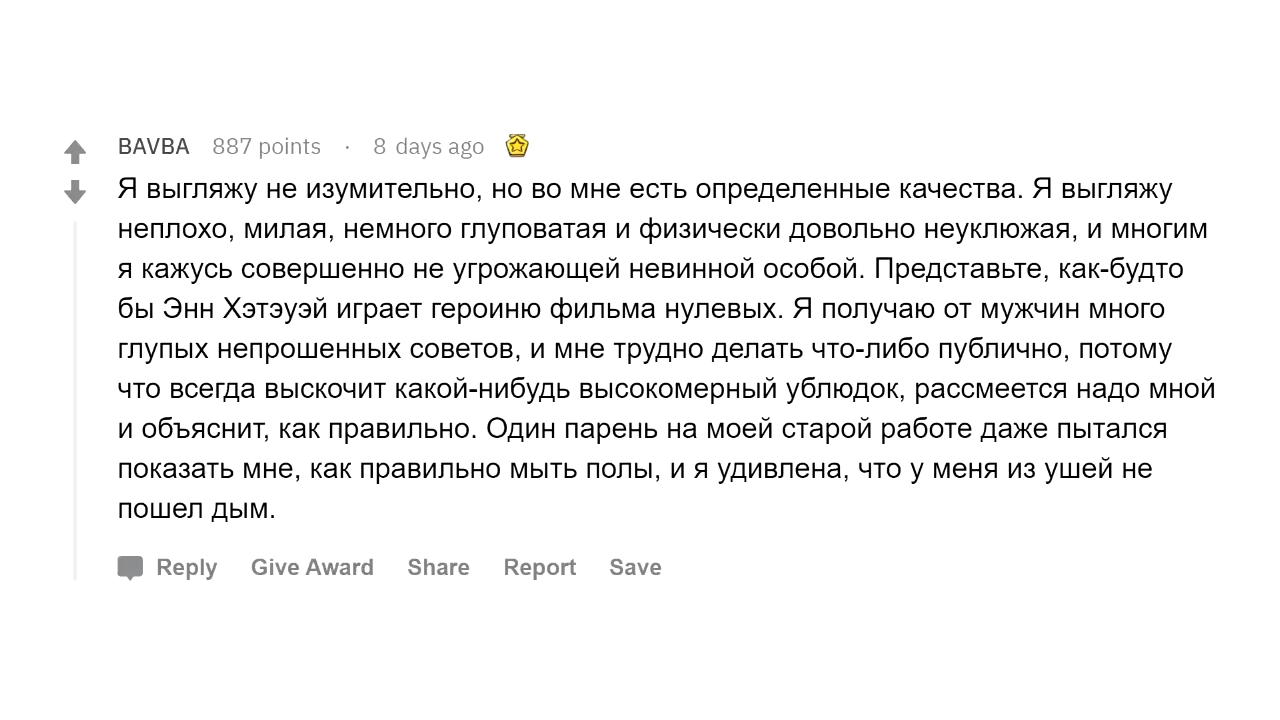 BAVBA 887 points · 8 days ago
Я выгляжу не изумительно, но во мне есть определенные качества. Я выгляжу
неплохо, милая, немного глуповатая и физически довольно неуклюжая, и многим
я кажусь совершенно не угрожающей невинной особой. Представьте, как-будто
бы Энн Хэтэуэй играет героиню фильма нулевых. Я получаю от мужчин много
глупых непрошенных советов, и мне трудно делать что-либо публично, потому
что всегда выскочит какой-нибудь высокомерный ублюдок, рассмеется надо мной
и объяснит, как правильно. Один парень на моей старой работе даже пытался
показать мне, как правильно мыть полы, и я удивлена, что у меня из ушей не
пошел дым.
Reply Give Award Share Report Save